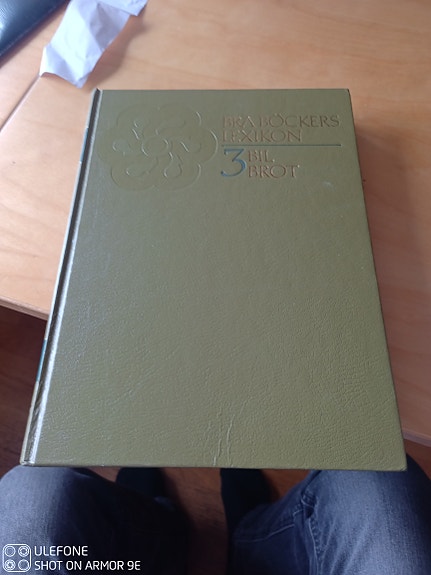 BRA BÖCKERS
LEXIKON
3 BIL
BROT
ULEFONE
SHOT ON ARMOR 9E